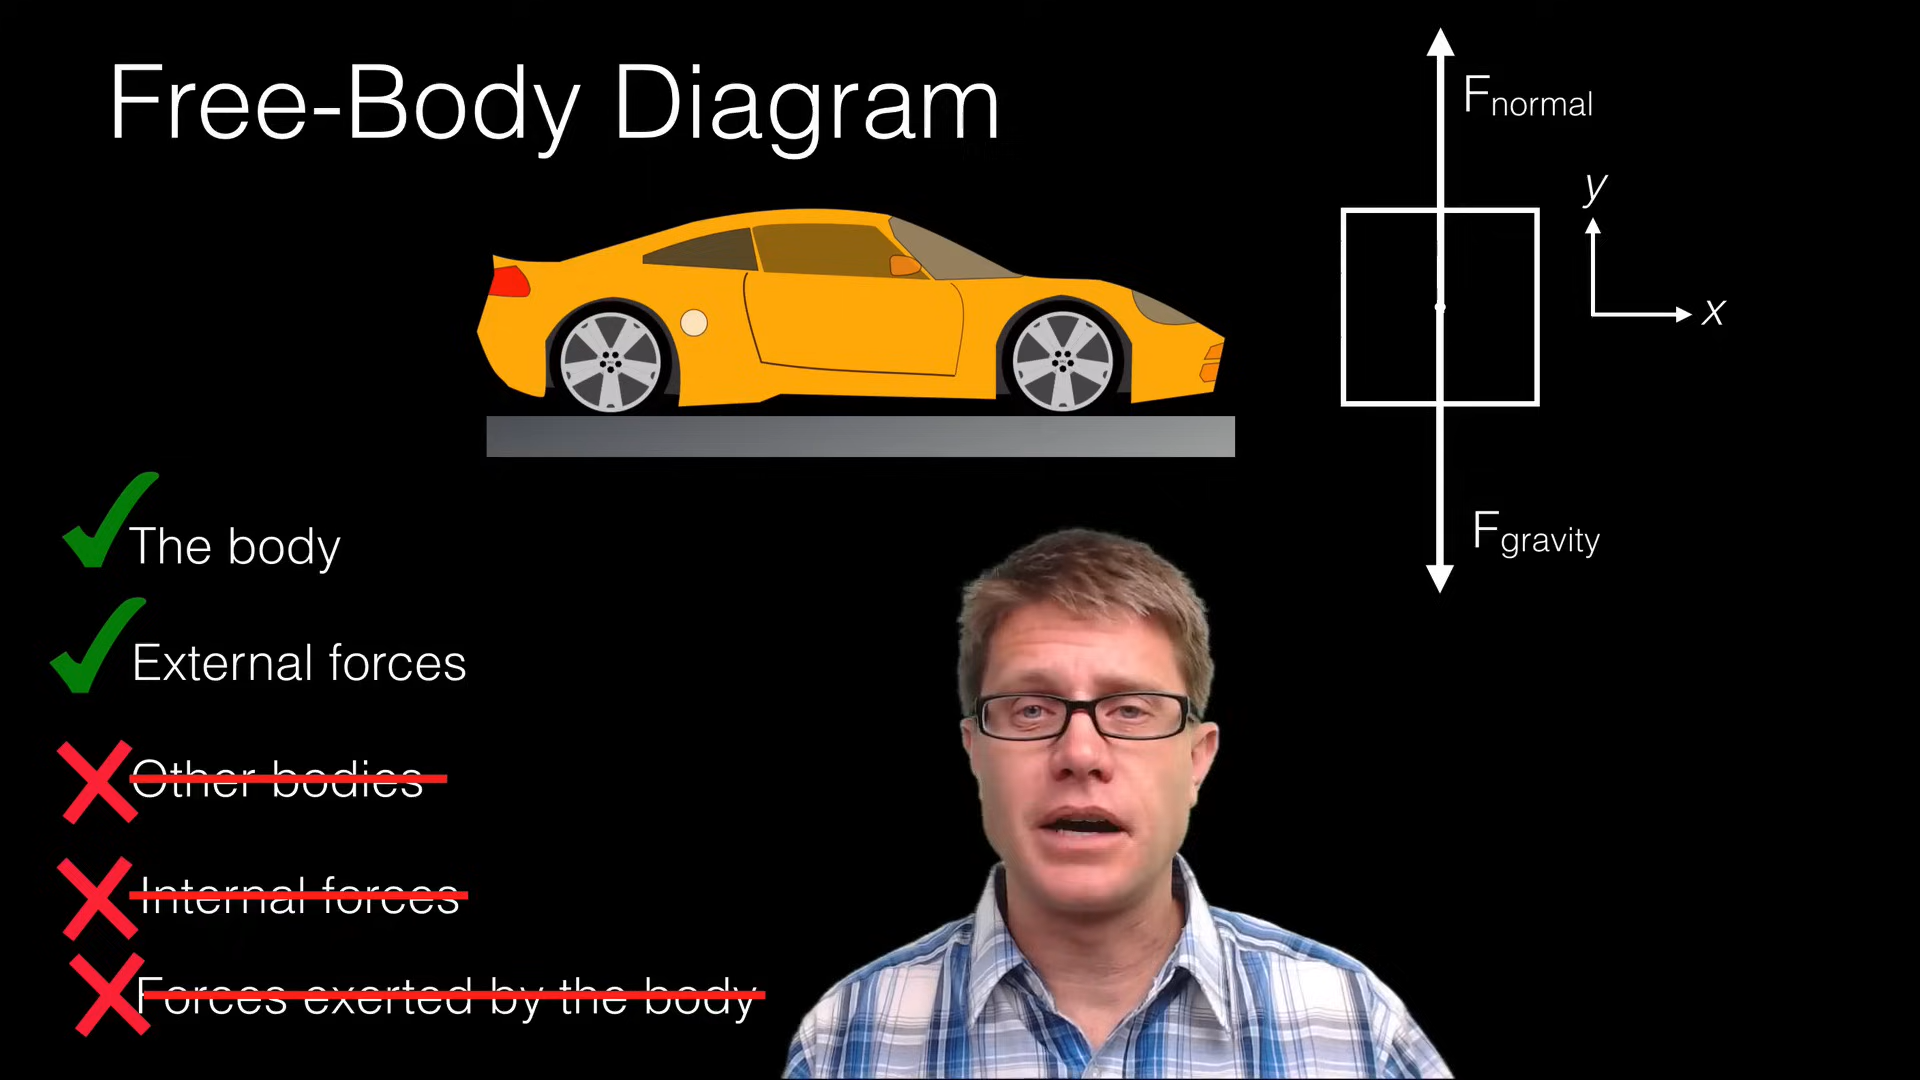 Free-Body Diagram
Fnormal
y
x
Fgravity
The body
External forces
Other bodies
Internal forces
Forces exerted by the body